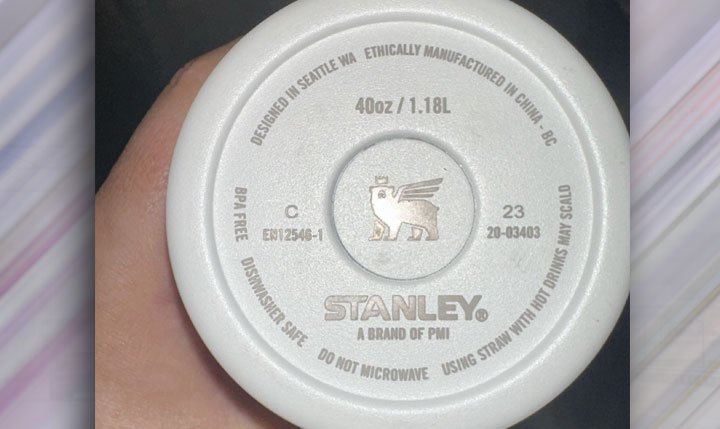 DESIGNED IN SEATTLE WA ETHICALLY MANUFACTURED IN CHINA - BC
40oz / 1.18L
C
EN12546-1
23
20-03403
STANLEY®
A BRAND OF PMI
BPA FREE DISHWASHER SAFE DO NOT MICROWAVE USING STRAW WITH HOT DRINKS MAY SCALD